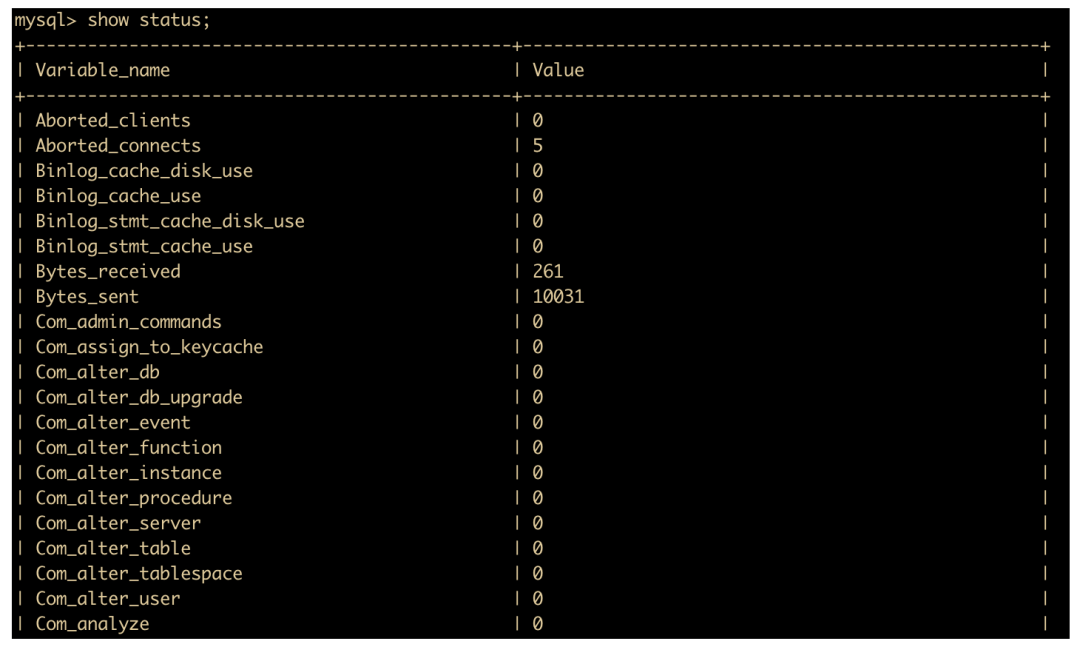 mysql> show status;
+-----------------------------------------------+--------------------------------------------------+
| Variable_name | Value |
+-----------------------------------------------+--------------------------------------------------+
| Aborted_clients | 0 |
| Aborted_connects | 5 |
| Binlog_cache_disk_use | 0 |
| Binlog_cache_use | 0 |
| Binlog_stmt_cache_disk_use | 0 |
| Binlog_stmt_cache_use | 0 |
| Bytes_received | 261 |
| Bytes_sent | 10031 |
| Com_admin_commands | 0 |
| Com_assign_to_keycache | 0 |
| Com_alter_db | 0 |
| Com_alter_db_upgrade | 0 |
| Com_alter_event | 0 |
| Com_alter_function | 0 |
| Com_alter_instance | 0 |
| Com_alter_procedure | 0 |
| Com_alter_server | 0 |
| Com_alter_table | 0 |
| Com_alter_tablespace | 0 |
| Com_alter_user | 0 |
| Com_analyze | 0 |